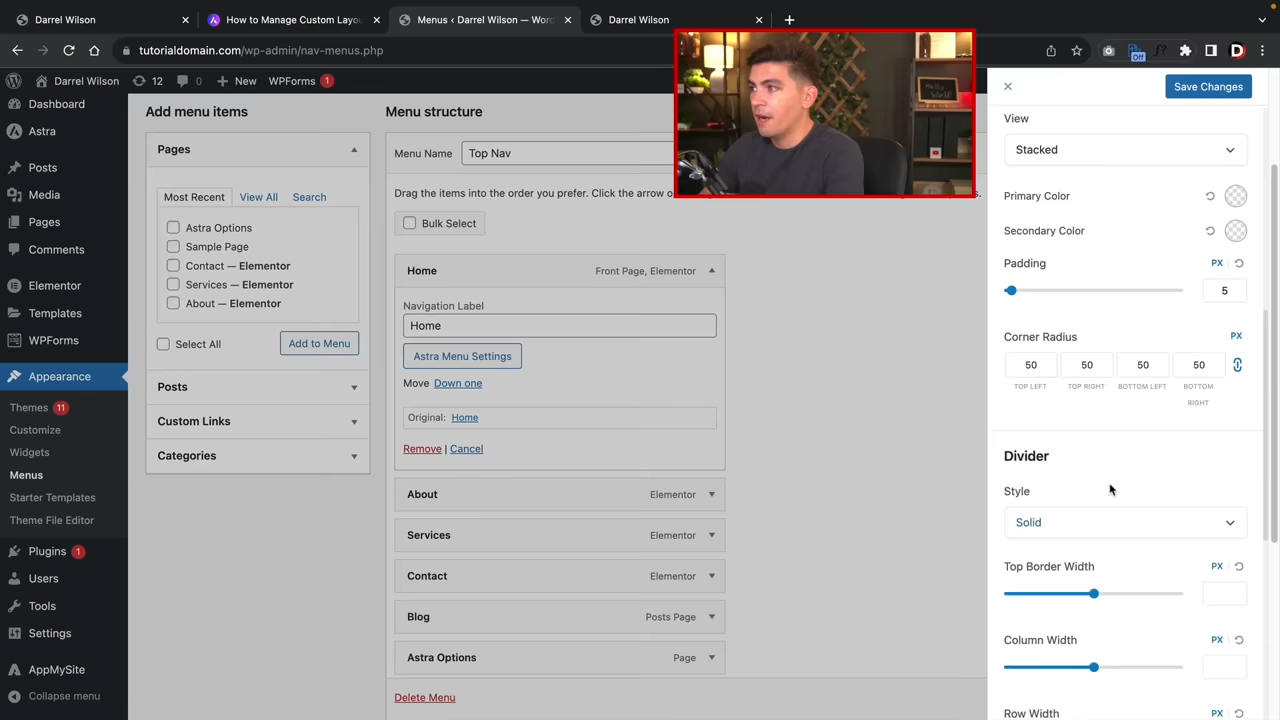 Darrel Wilson — WordPress
How to Manage Custom Layou
Menus ‹ Darrel Wilson — Word
Darrel Wilson
tutorialdomain.com/wp-admin/nav-menus.php
Off
D
Darrel Wilson
12
0
New
WPForms
1
Dashboard
Astra
Posts
Media
Pages
Comments
Elementor
Templates
WPForms
Appearance
Themes 11
Customize
Widgets
Menus
Starter Templates
Theme File Editor
Plugins 1
Users
Tools
Settings
AppMySite
Collapse menu
Add menu items
Pages
Most Recent
View All
Search
Astra Options
Sample Page
Contact — Elementor
Services — Elementor
About — Elementor
Select All
Add to Menu
Posts
Custom Links
Categories
Menu structure
Menu Name
Top Nav
Drag the items into the order you prefer. Click the arrow o
s.
Bulk Select
Home
Front Page, Elementor
Navigation Label
Home
Astra Menu Settings
Move Down one
Original: Home
Remove | Cancel
About
Elementor
Services
Elementor
Contact
Elementor
Blog
Posts Page
Astra Options
Page
Delete Menu
Save Changes
View
Stacked
Primary Color
Secondary Color
Padding
PX
5
Corner Radius
PX
50
50
50
50
TOP LEFT
TOP RIGHT
BOTTOM LEFT
BOTTOM
RIGHT
Divider
Style
Solid
Top Border Width
PX
Column Width
PX
Row Width
PX